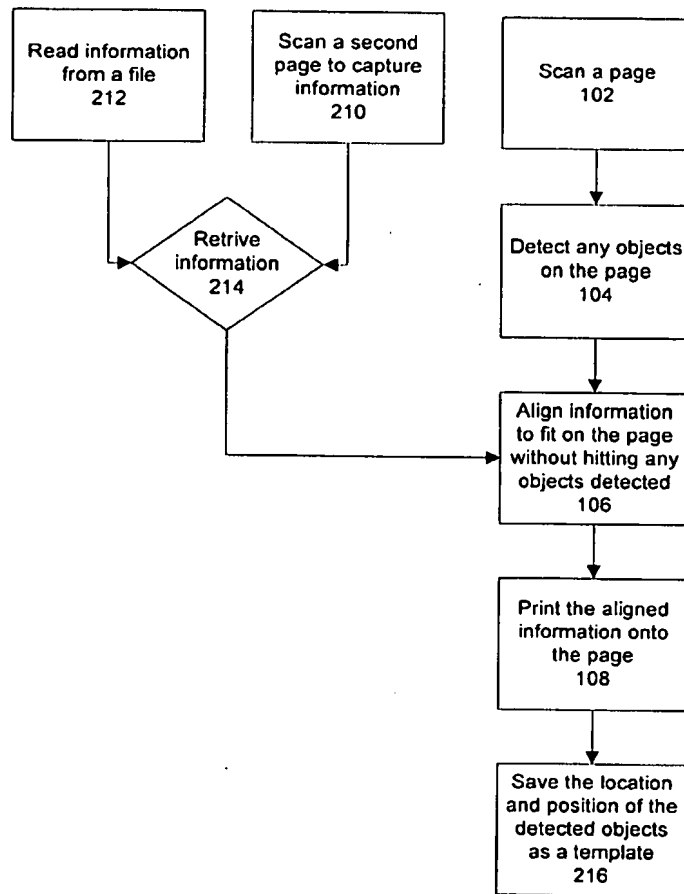 Read information
from a file
212
Scan a second
page to capture
information
210
Scan a page
102
Retrive
information
214
Detect any objects
on the page
104
Align information
to fit on the page
without hitting any
objects detected
106
Print the aligned
information onto
the page
108
Save the location
and position of the
detected objects
as a template
216